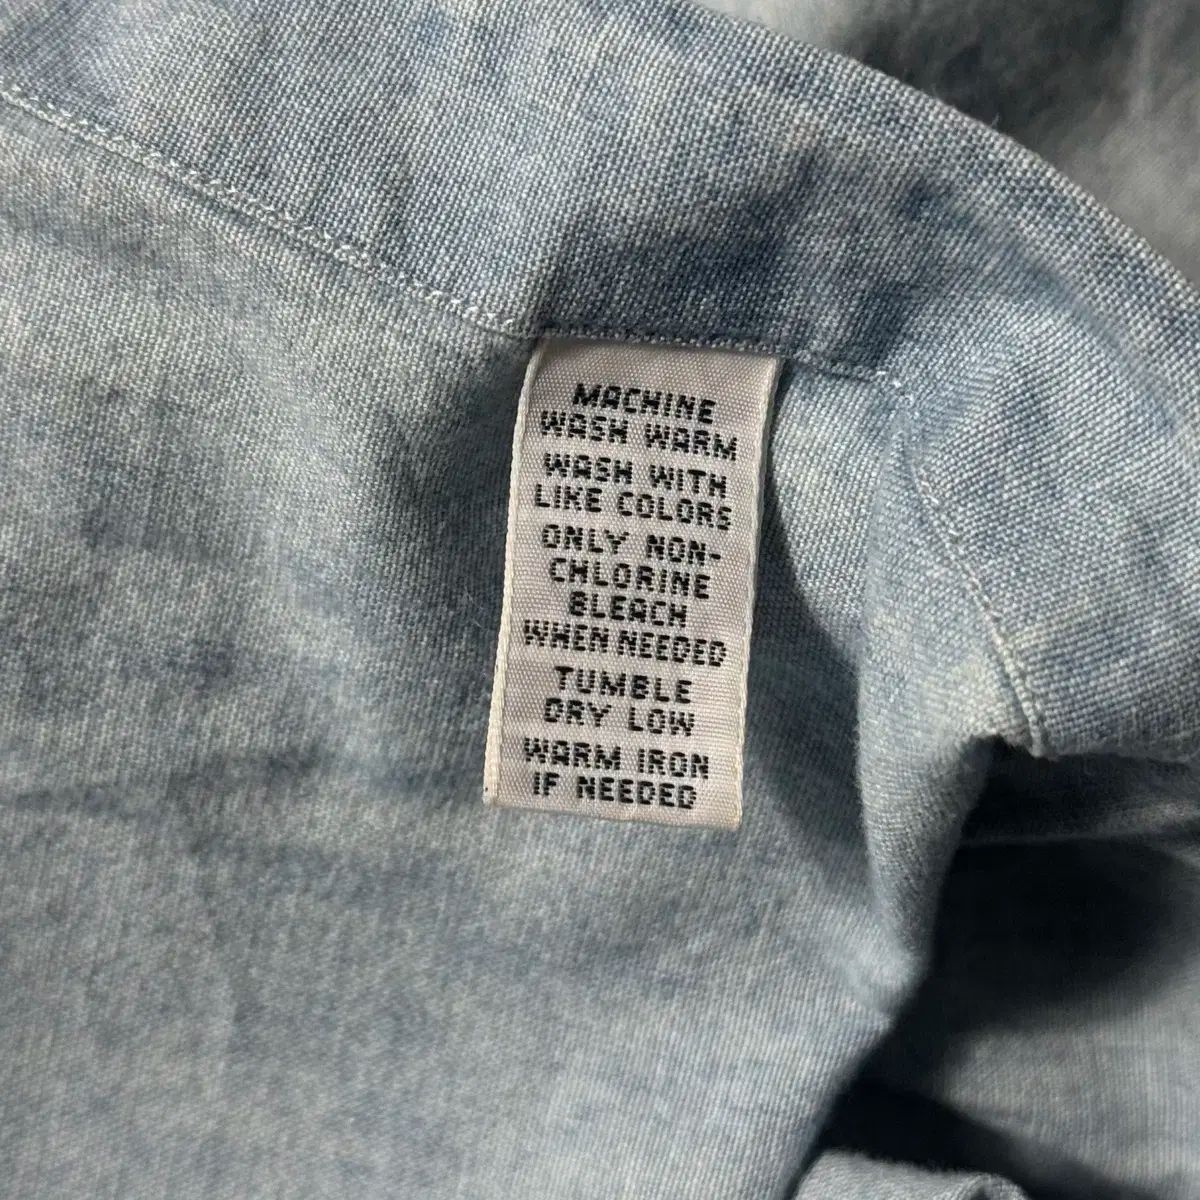 MACHINE
WASH WARM
WASH WITH
LIKE COLORS
ONLY NON-
CHLORINE
BLEACH
WHEN NEEDED
TUMBLE
DRY LOW
WARM IRON
IF NEEDED